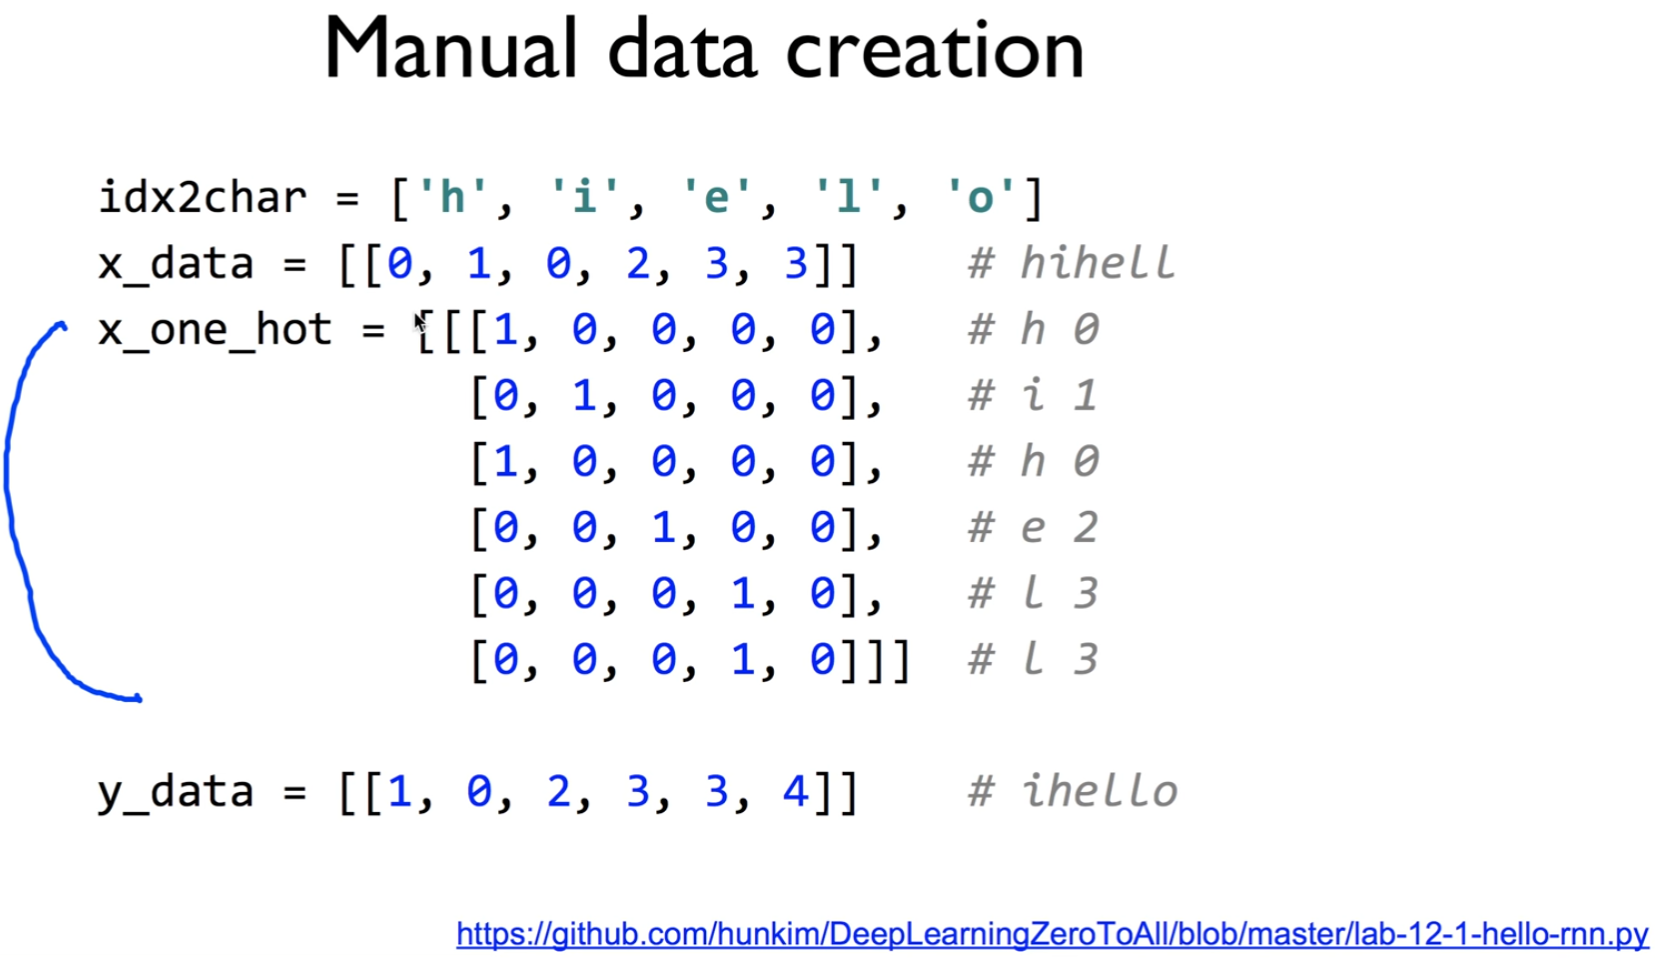 Manual data creation
idx2char = ['h', 'i', 'e', 'l', 'o']
x_data = [[0, 1, 0, 2, 3, 3]] # hihell
x_one_hot = [[[1, 0, 0, 0, 0], # h 0
[0, 1, 0, 0, 0], # i 1
[1, 0, 0, 0, 0], # h 0
[0, 0, 1, 0, 0], # e 2
[0, 0, 0, 1, 0], # l 3
[0, 0, 0, 1, 0]]] # l 3
y_data = [[1, 0, 2, 3, 3, 4]] # ihello
https://github.com/hunkim/DeepLearningZeroToAll/blob/master/lab-12-1-hello-rnn.py